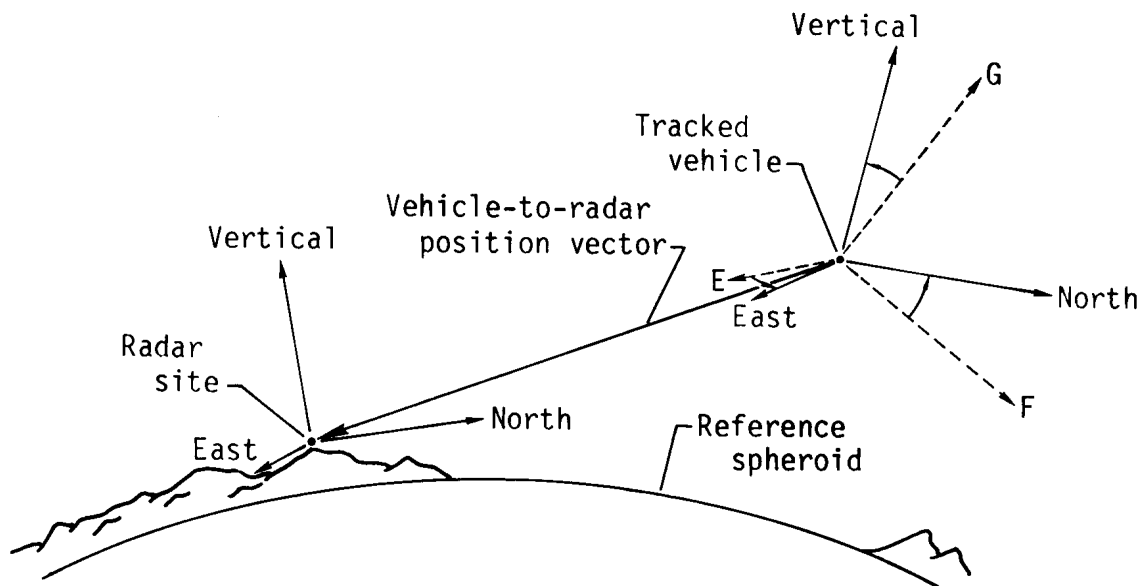 Vertical
G
Tracked
vehicle
Vehicle-to-radar
position vector
Vertical
E
East
North
F
Radar
site
North
East
Reference
spheroid